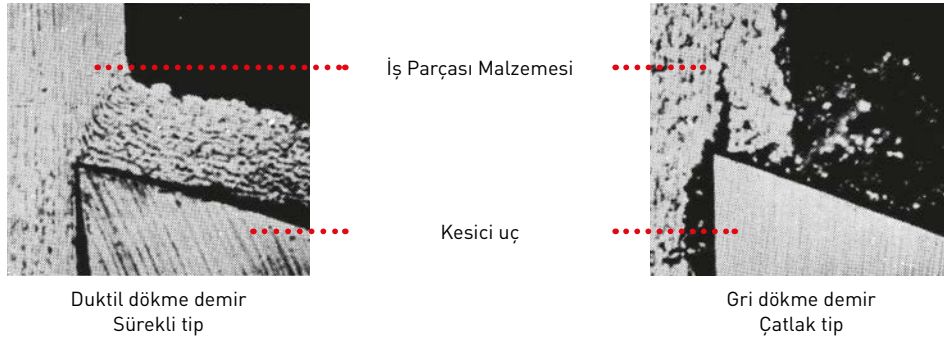 İş Parçası Malzemesi
Kesici uç
Duktil dökme demir
Sürekli tip
Gri dökme demir
Çatlak tip